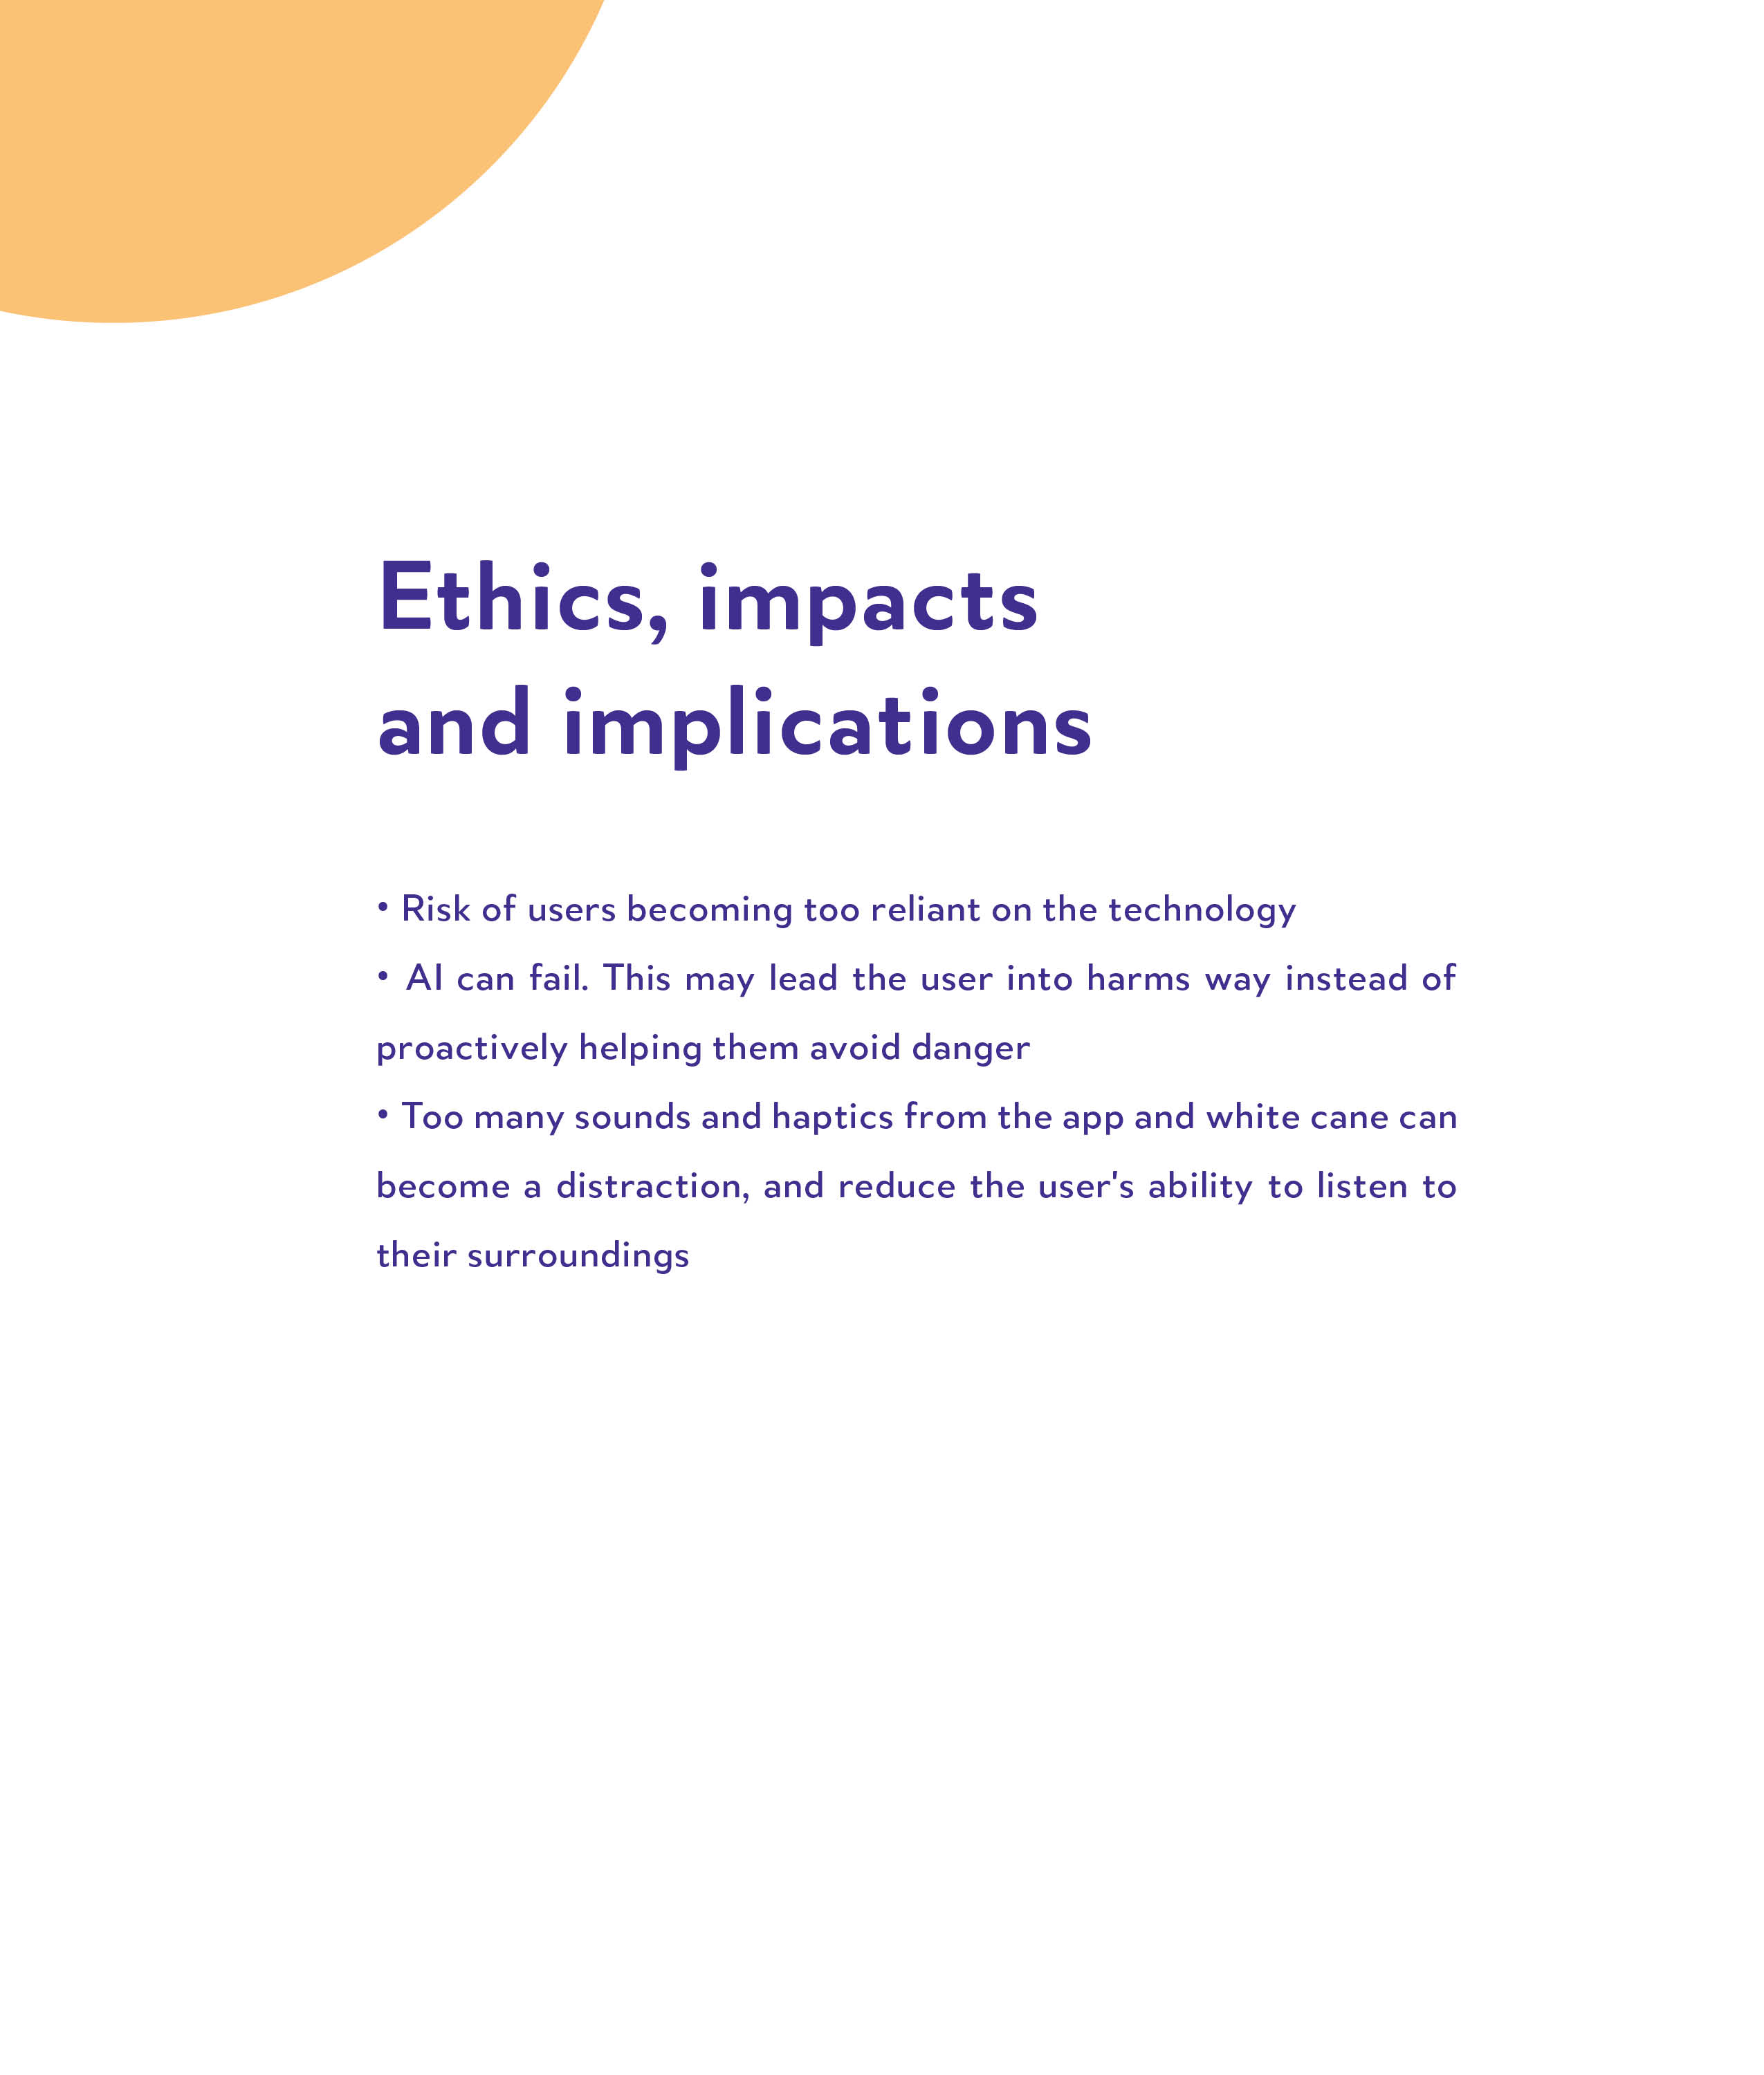 Ethics, impacts
and implications
• Risk of users becoming too reliant on the technology
• AI can fail. This may lead the user into harms way instead of
proactively helping them avoid danger
• Too many sounds and haptics from the app and white cane can
become a distraction, and reduce the user's ability to listen to
their surroundings